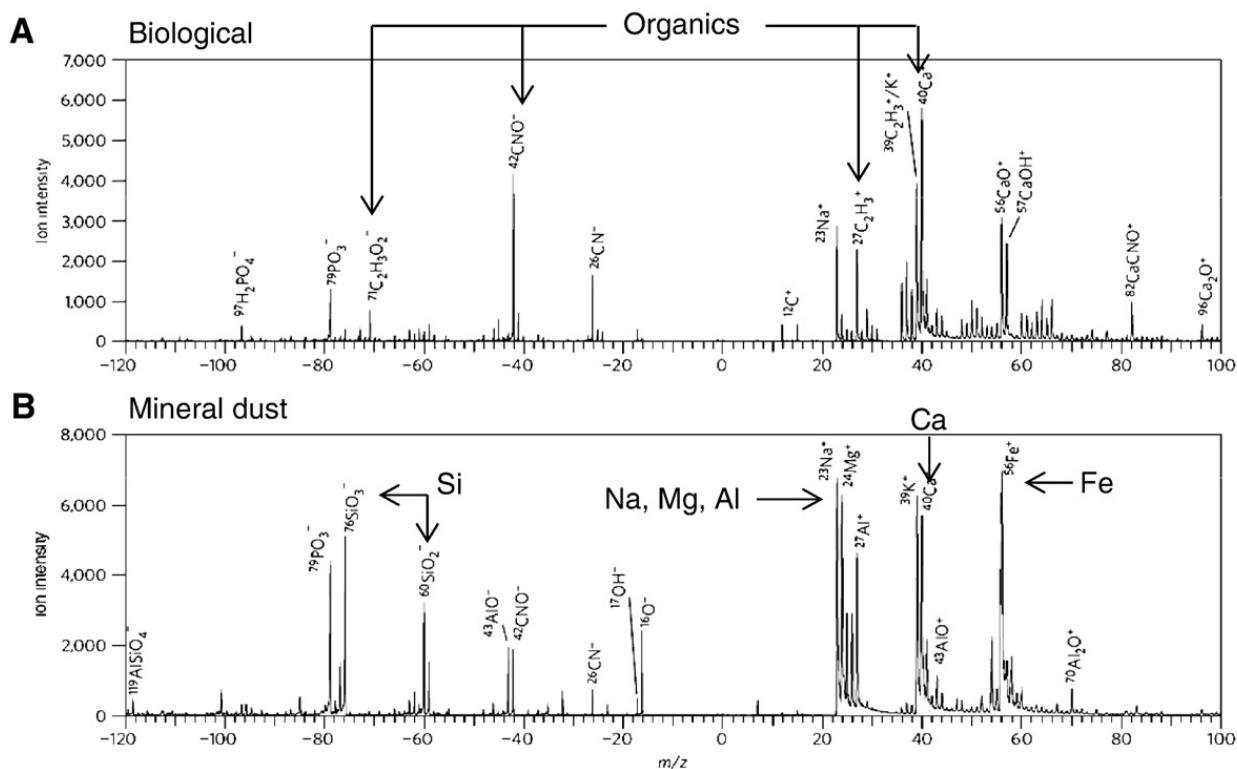 A
Biological
Organics
7,000
6,000
5,000
4,000
3,000
2,000
1,000
0
Ion intensity
⁹⁷H₂PO₄⁻
⁷⁹PO₃⁻
⁷¹C₂H₃O₂⁻
⁴²CNO⁻
²⁶CN⁻
¹²C⁺
²³Na⁺
²⁷C₂H₃⁺
³⁹C₂H₃⁺/K⁺
⁴⁰Ca⁺
⁵⁶CaO⁺
⁵⁷CaOH⁺
⁸²CaCNO⁺
⁹⁶Ca₂O⁺
−120 −100 −80 −60 −40 −20 0 20 40 60 80 100
B
Mineral dust
Ca
8,000
6,000
4,000
2,000
0
Ion intensity
Si
Na, Mg, Al
Fe
¹¹⁹AlSiO₄⁻
⁷⁹PO₃⁻
⁷⁶SiO₃⁻
⁶⁰SiO₂⁻
⁴³AlO⁻
⁴²CNO⁻
²⁶CN⁻
¹⁷OH⁻
¹⁶O⁻
²³Na⁺
²⁴Mg⁺
²⁷Al⁺
³⁹K⁺
⁴⁰Ca⁺
⁴³AlO⁺
⁵⁶Fe⁺
⁷⁰Al₂O⁺
−120 −100 −80 −60 −40 −20 0 20 40 60 80 100
m/z